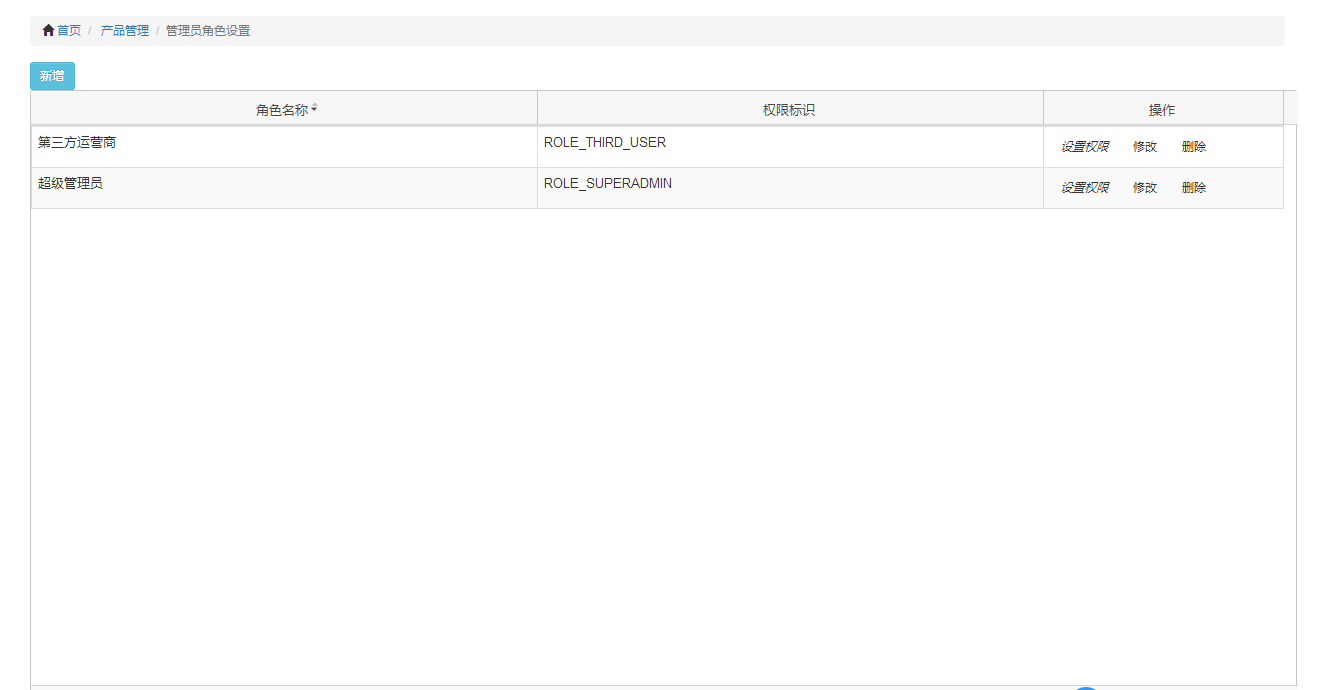 首页 / 产品管理 / 管理员角色设置
新增
角色名称 权限标识 操作
第三方运营商 ROLE_THIRD_USER 设置权限 修改 删除
超级管理员 ROLE_SUPERADMIN 设置权限 修改 删除